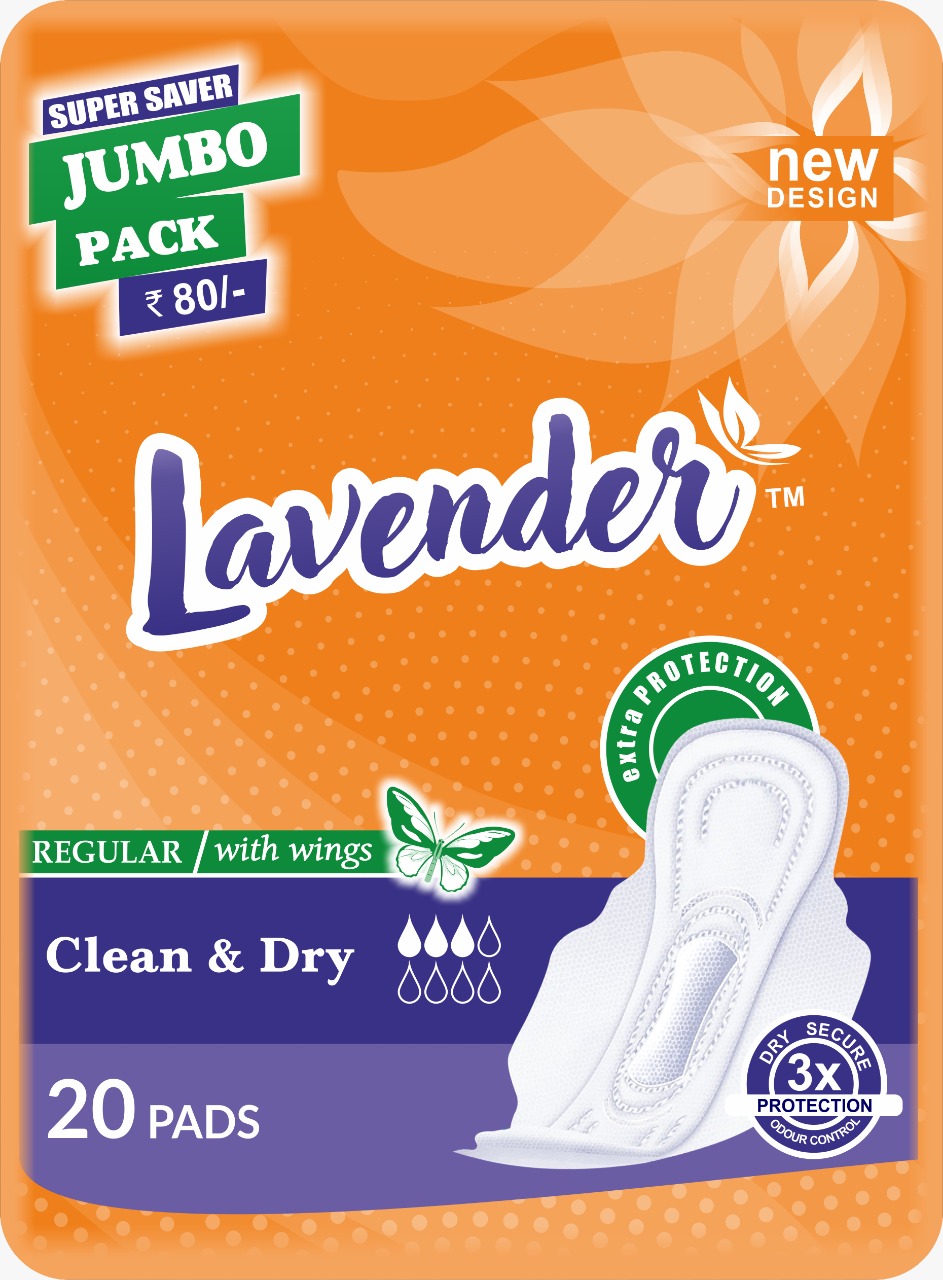 SUPER SAVER
JUMBO
PACK
₹ 80/-
new
DESIGN
Lavender TM
extra PROTECTION
REGULAR / with wings
Clean & Dry
20 PADS
DRY SECURE
3x
PROTECTION
ODOUR CONTROL